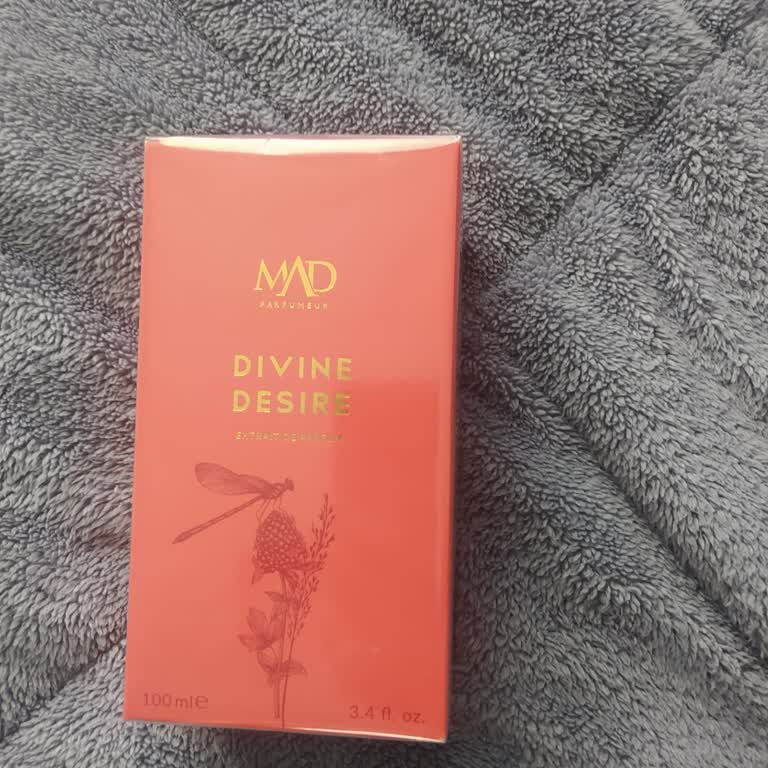 MAD
PARFUMEUR
DIVINE
DESIRE
EXTRAIT DE PARFUM
100 ml℮
3.4 fl. oz.